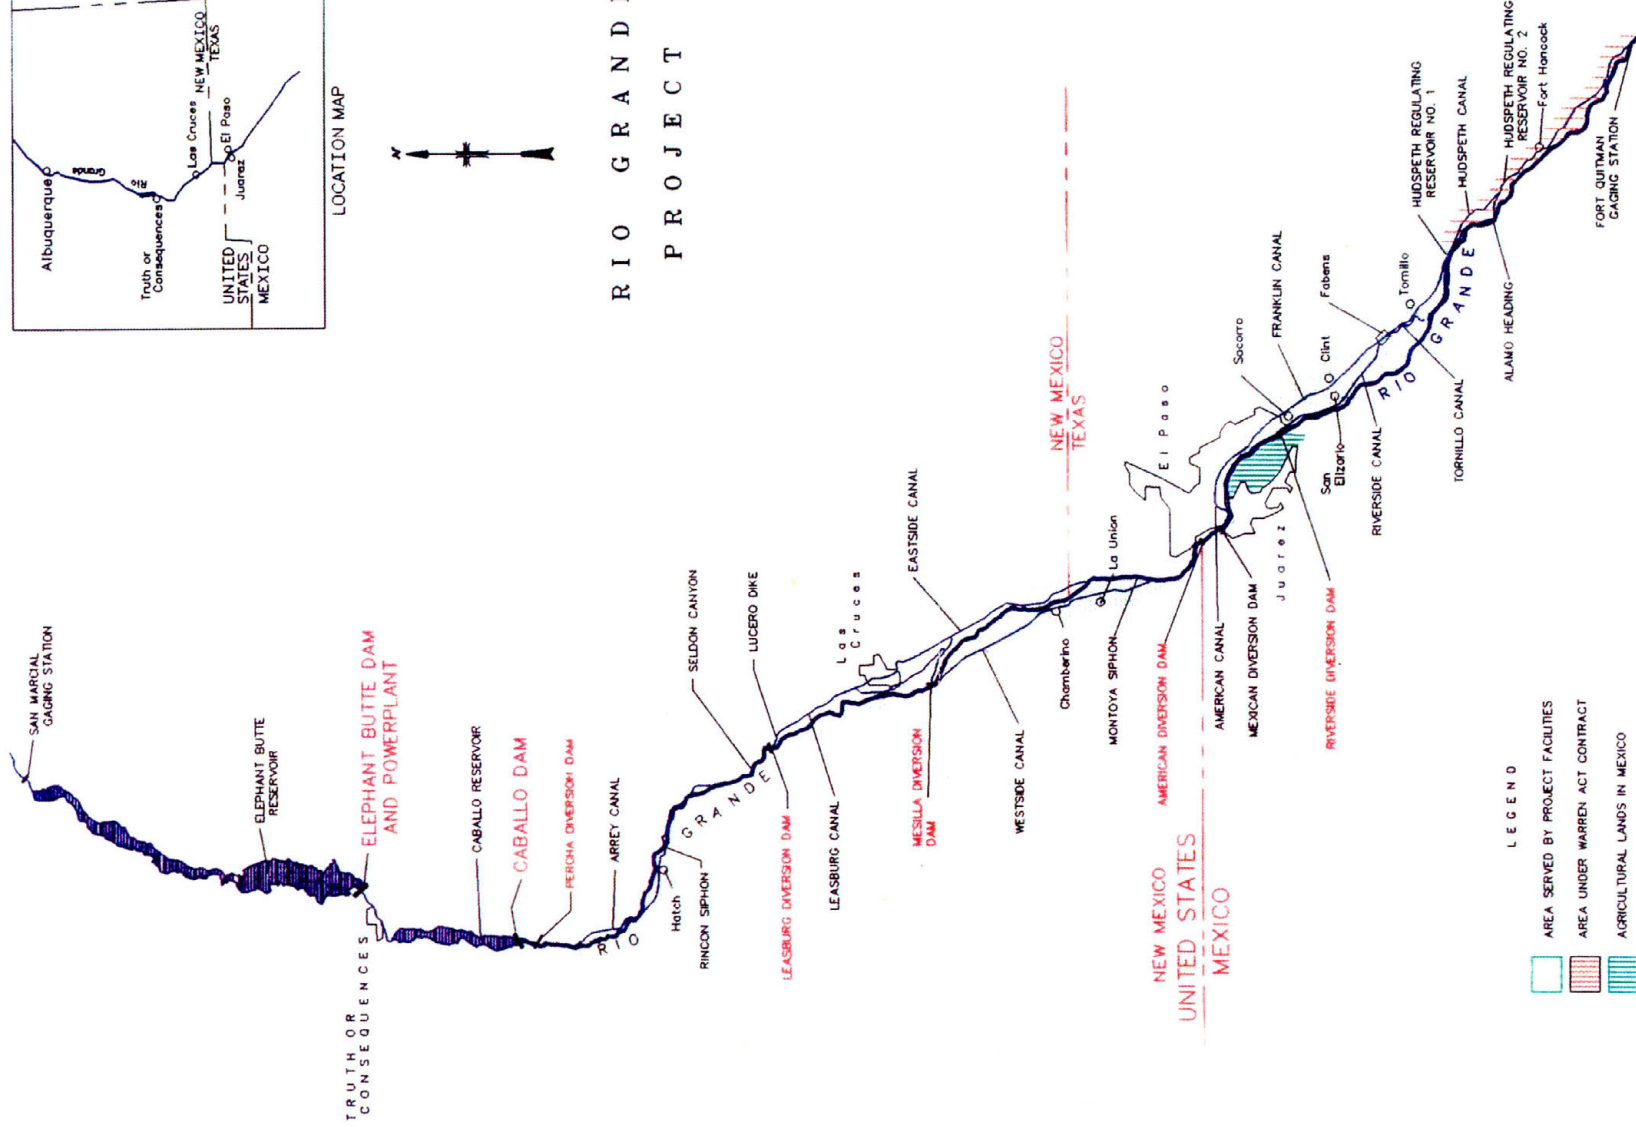 Albuquerque
Rio
Grande
Truth or
Consequences
Las Cruces
NEW MEXICO
TEXAS
El Paso
Juarez
UNITED
STATES
MEXICO
LOCATION MAP
N
RIO GRAND
PROJECT
SAN MARCIAL
GAGING STATION
ELEPHANT BUTTE
RESERVOIR
ELEPHANT BUTTE DAM
AND POWERPLANT
TRUTH OR
CONSEQUENCES
CABALLO RESERVOIR
CABALLO DAM
PERCHA DIVERSION DAM
ARREY CANAL
RIO
GRANDE
Hatch
RINCON SIPHON
SELDON CANYON
LUCERO DIKE
LEASBURG DIVERSION DAM
LEASBURG CANAL
Las
Cruces
EASTSIDE CANAL
MESILLA DIVERSION
DAM
WESTSIDE CANAL
NEW MEXICO
TEXAS
Chamberino
La Union
MONTOYA SIPHON
El Paso
AMERICAN DIVERSION DAM
NEW MEXICO
UNITED STATES
MEXICO
AMERICAN CANAL
MEXICAN DIVERSION DAM
Juarez
RIVERSIDE DIVERSION DAM
Socorro
FRANKLIN CANAL
Clint
San
Elizario
Fabens
RIVERSIDE CANAL
Tornillo
RIO
GRANDE
TORNILLO CANAL
HUDSPETH REGULATING
RESERVOIR NO. 1
HUDSPETH CANAL
ALAMO HEADING
HUDSPETH REGULATING
RESERVOIR NO. 2
Fort Hancock
FORT QUITMAN
GAGING STATION
LEGEND
AREA SERVED BY PROJECT FACILITIES
AREA UNDER WARREN ACT CONTRACT
AGRICULTURAL LANDS IN MEXICO